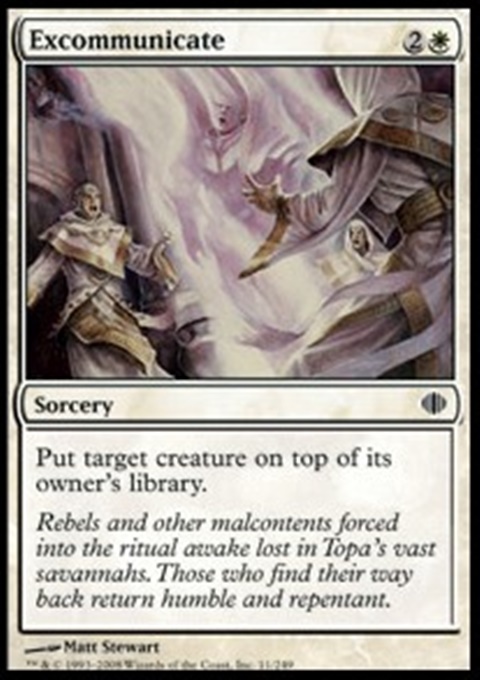 Excommunicate 2
Sorcery
Put target creature on top of its
owner's library.
Rebels and other malcontents forced
into the ritual awake lost in Topa's vast
savannahs. Those who find their way
back return humble and repentant.
Matt Stewart
™ & © 1993-2008 Wizards of the Coast, Inc. 11/249